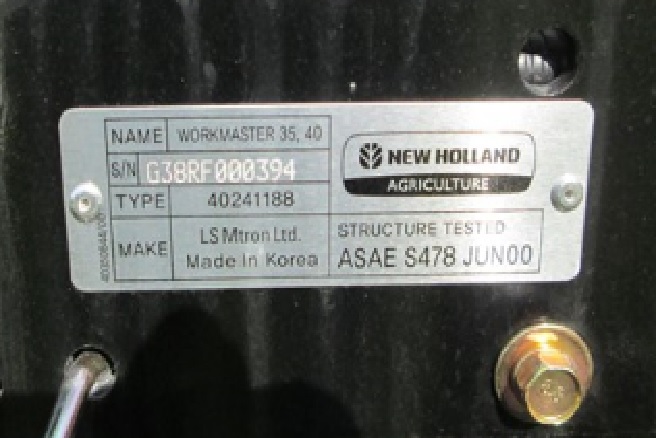 NAME WORKMASTER 35, 40
S/N G38RF000394
TYPE 40241188
MAKE LS Mtron Ltd.
Made In Korea
NEW HOLLAND
AGRICULTURE
STRUCTURE TESTED
ASAE S478 JUN00